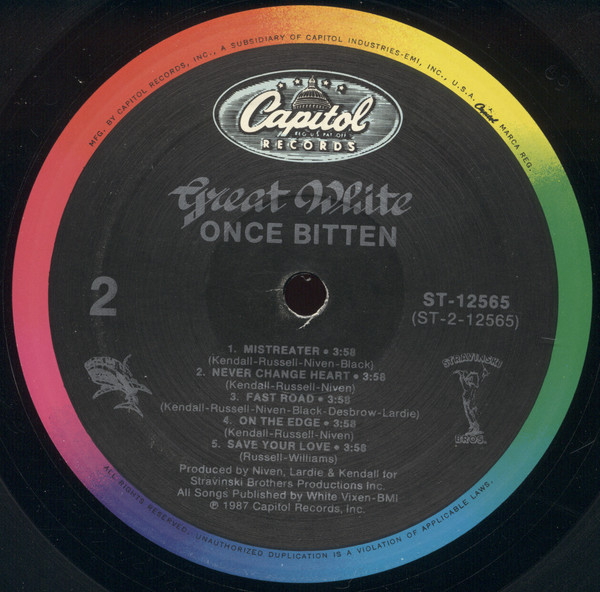 MFG. BY CAPITOL RECORDS, INC., A SUBSIDIARY OF CAPITOL INDUSTRIES-EMI, INC., U.S.A. Capitol MARCA REG.
Capitol
REG. U.S. PAT. OFF.
RECORDS
Great White
ONCE BITTEN
2
ST-12565
(ST-2-12565)
1. MISTREATER • 3:58
(Kendall-Russell-Niven-Black)
2. NEVER CHANGE HEART • 3:58
(Kendall-Russell-Niven)
3. FAST ROAD • 3:58
(Kendall-Russell-Niven-Black-Desbrow-Lardie)
4. ON THE EDGE • 3:58
(Kendall-Russell-Niven)
5. SAVE YOUR LOVE • 3:58
(Russell-Williams)
STRAVINSKI
BROS.
Produced by Niven, Lardie & Kendall for
Stravinski Brothers Productions Inc.
All Songs Published by White Vixen-BMI
℗ 1987 Capitol Records, Inc.
ALL RIGHTS RESERVED. UNAUTHORIZED DUPLICATION IS A VIOLATION OF APPLICABLE LAWS.